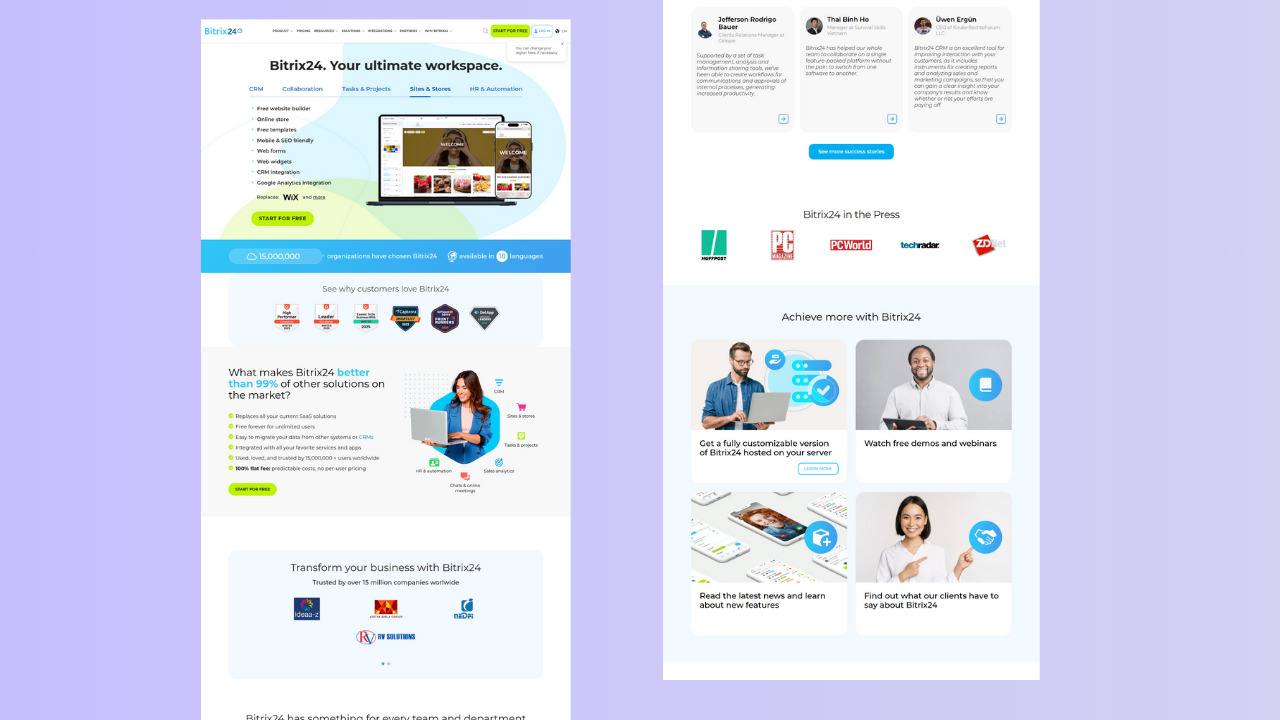 Bitrix24
PRODUCT PRICING RESOURCES SOLUTIONS INTEGRATIONS PARTNERS WHY BITRIX24
START FOR FREE
LOG IN
EN
You can change your
region here, if necessary
Bitrix24. Your ultimate workspace.
CRM Collaboration Tasks & Projects Sites & Stores HR & Automation
Free website builder
Online store
Free templates
Mobile & SEO friendly
Web forms
Web widgets
CRM integration
Google Analytics integration
Replaces: WiX and more
START FOR FREE
WELCOME
WELCOME
15,000,000 organizations have chosen Bitrix24 available in 18 languages
See why customers love Bitrix24
High
Performer
WINTER
2025
Leader
WINTER
2025
2025
Capterra
SHORTLIST
2023
FRONT
RUNNERS
GetApp
LEADERS
What makes Bitrix24 better
than 99% of other solutions on
the market?
Replaces all your current SaaS solutions
Free forever for unlimited users
Easy to migrate your data from other systems or CRMs
Integrated with all your favorite services and apps
Used, loved, and trusted by 15,000,000 + users worldwide
100% flat fee: predictable costs, no per-user pricing
START FOR FREE
CRM
Sites & stores
Tasks & projects
Sales analytics
Chats & online
meetings
HR & automation
Transform your business with Bitrix24
Trusted by over 15 million companies worlwide
ideaa-z
ADITYA BIRLA GROUP
NEDFi
RV SOLUTIONS
Bitrix24 has something for every team and department
Jefferson Rodrigo
Bauer
Clients Relations Manager at
Celeque
Supported by a set of task
management, analysis and
information sharing tools, we've
been able to create workflows for
communications and approvals of
internal processes, generating
increased productivity.
Thai Binh Ho
Manager at Survival Skills
Vietnam
Bitrix24 has helped our whole
team to collaborate on a single
feature-packed platform without
the pain to switch from one
software to another.
Üwen Ergün
CEO of KinderRechteForum
LLC
Bitrix24 CRM is an excellent tool for
improving interaction with your
customers, as it includes
instruments for creating reports
and analyzing sales and
marketing campaigns, so that you
can gain a clear insight into your
company's results and know
whether or not your efforts are
paying off.
See more success stories
Bitrix24 in the Press
HUFFPOST
PC
MAGAZINE
PCWorld
techradar.
ZDNet
Achieve more with Bitrix24
Get a fully customizable version
of Bitrix24 hosted on your server
LEARN MORE
Watch free demos and webinars
Read the latest news and learn
about new features
Find out what our clients have to
say about Bitrix24